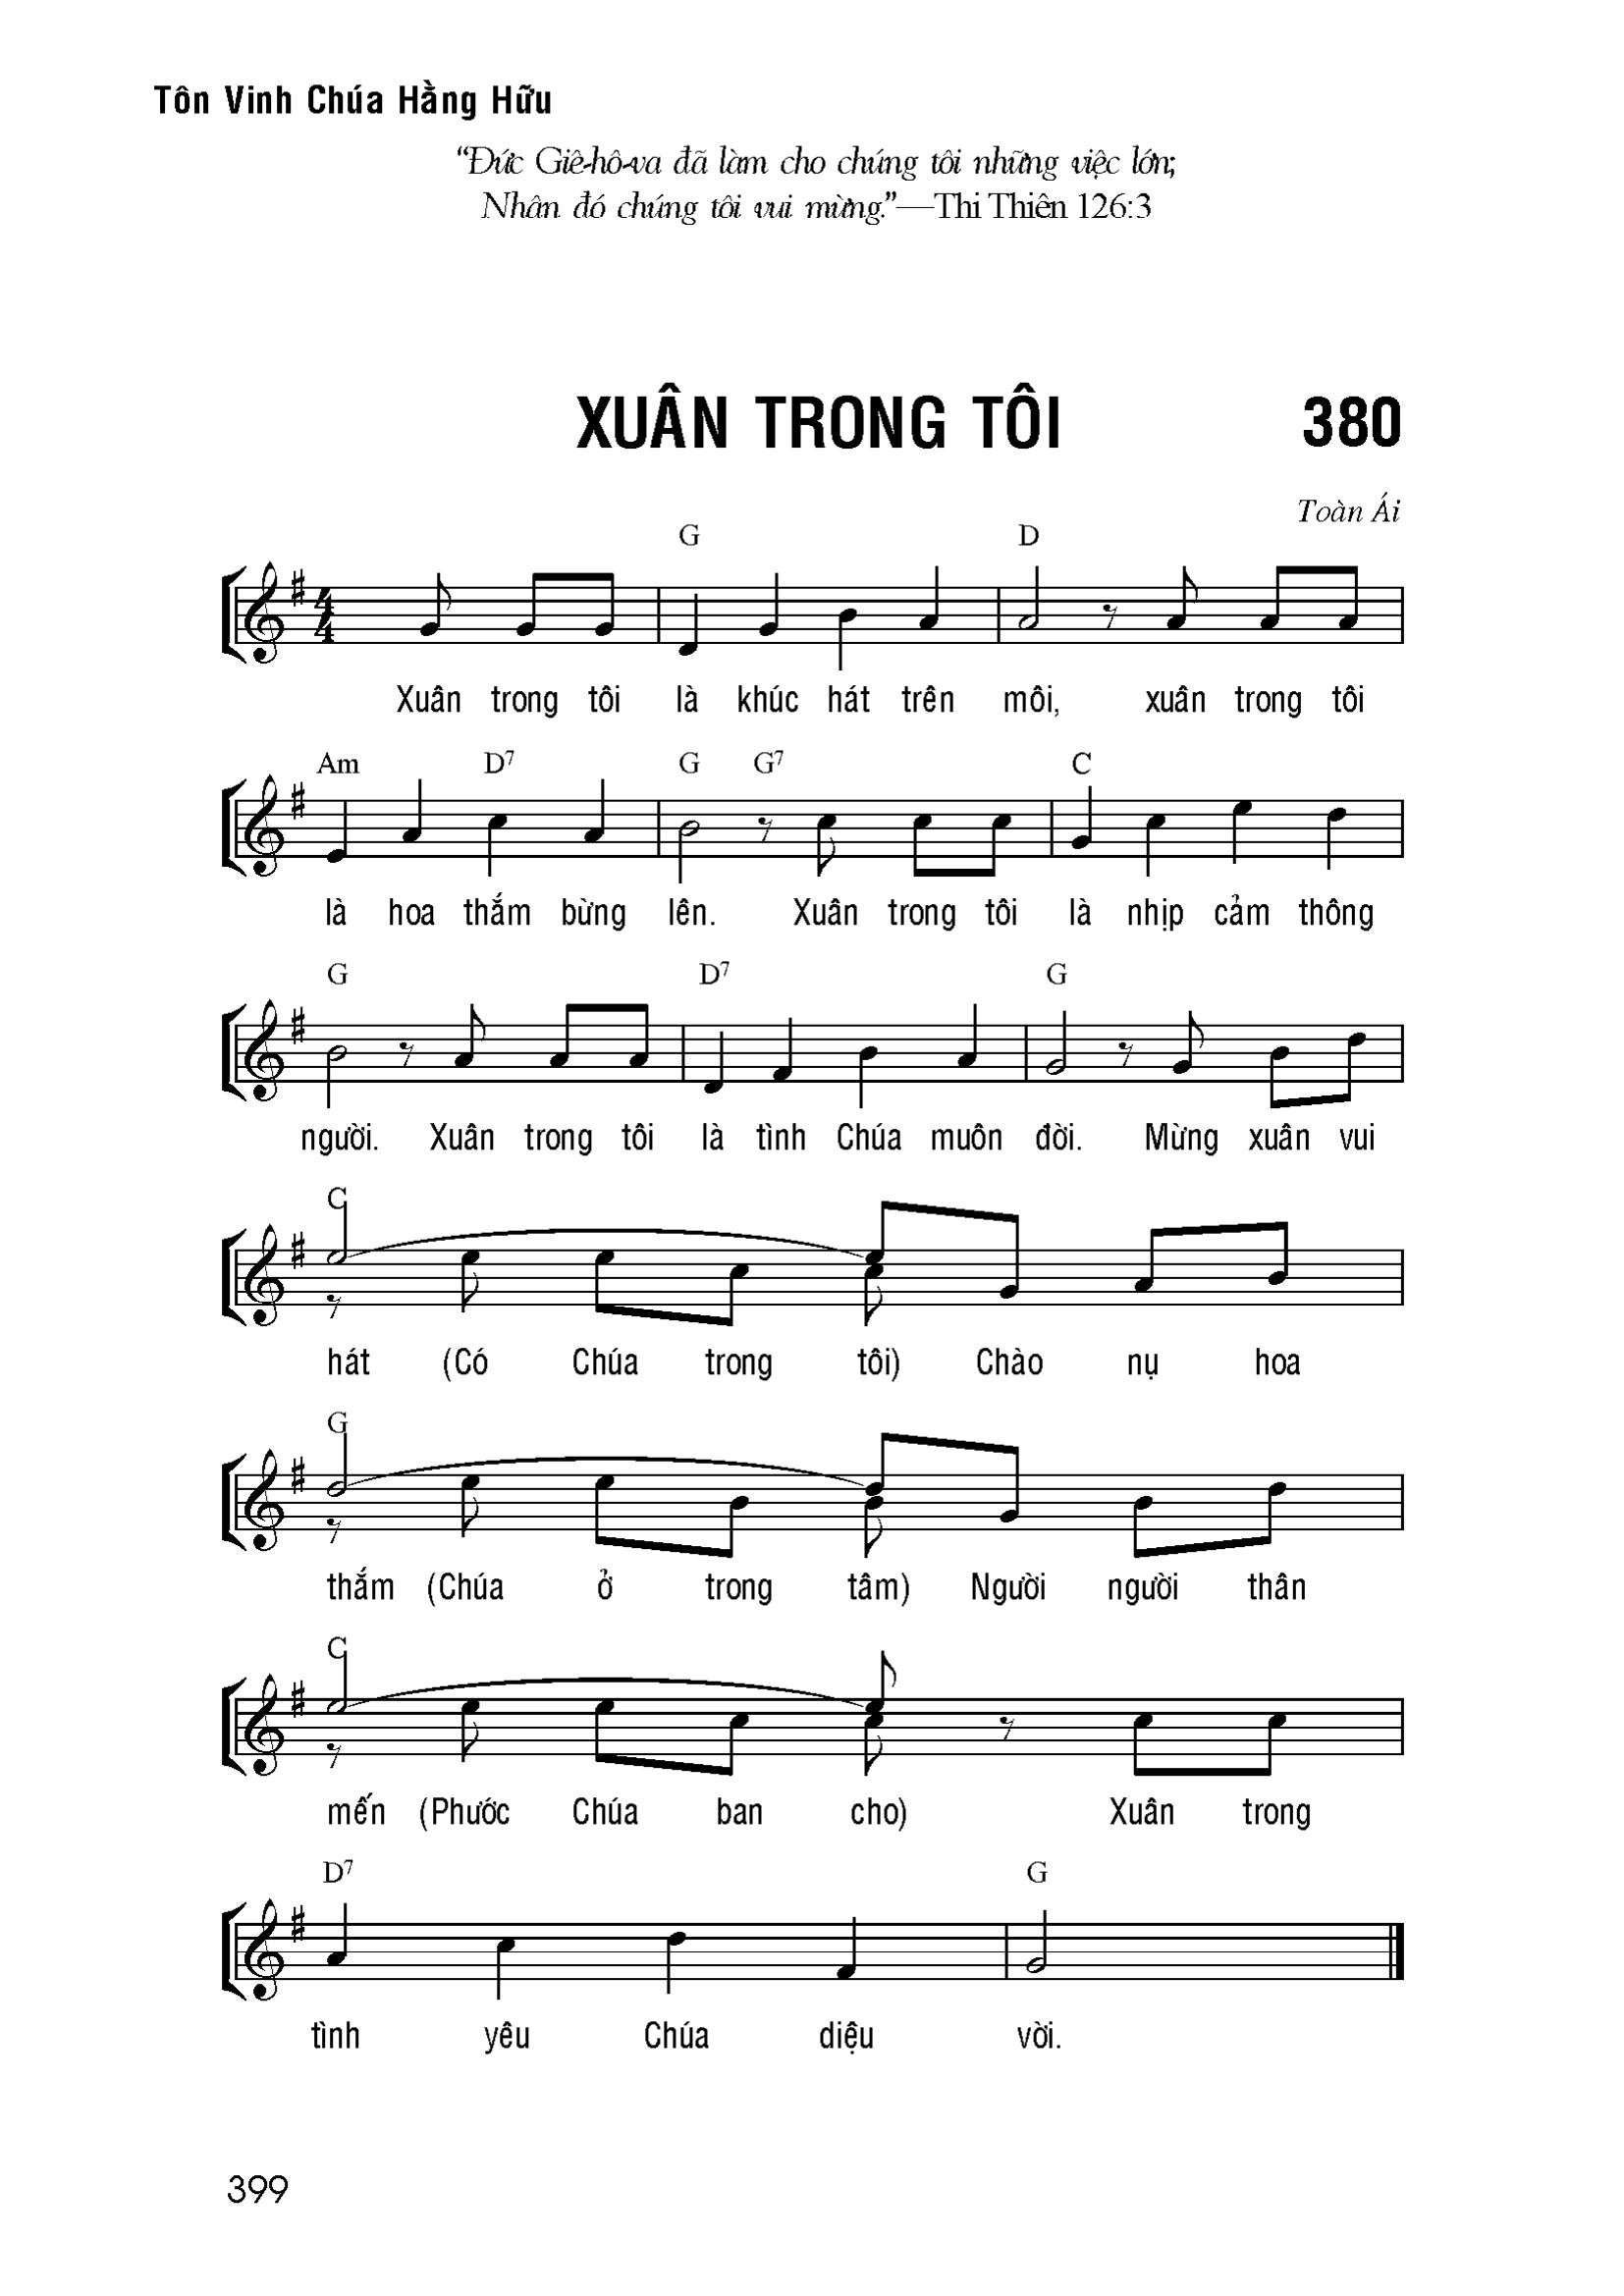 Tôn Vinh Chúa Hằng Hữu
“Đức Giê-hô-va đã làm cho chúng tôi những việc lớn;
Nhân đó chúng tôi vui mừng.”—Thi Thiên 126:3
XUÂN TRONG TÔI 380
Toàn Ái
G D
Xuân trong tôi là khúc hát trên môi, xuân trong tôi
Am D7 G G7 C
là hoa thắm bừng lên. Xuân trong tôi là nhịp cảm thông
G D7 G
người. Xuân trong tôi là tình Chúa muôn đời. Mừng xuân vui
C
hát (Có Chúa trong tôi) Chào nụ hoa
G
thắm (Chúa ở trong tâm) Người người thân
C
mến (Phước Chúa ban cho) Xuân trong
D7 G
tình yêu Chúa diệu vời.
399